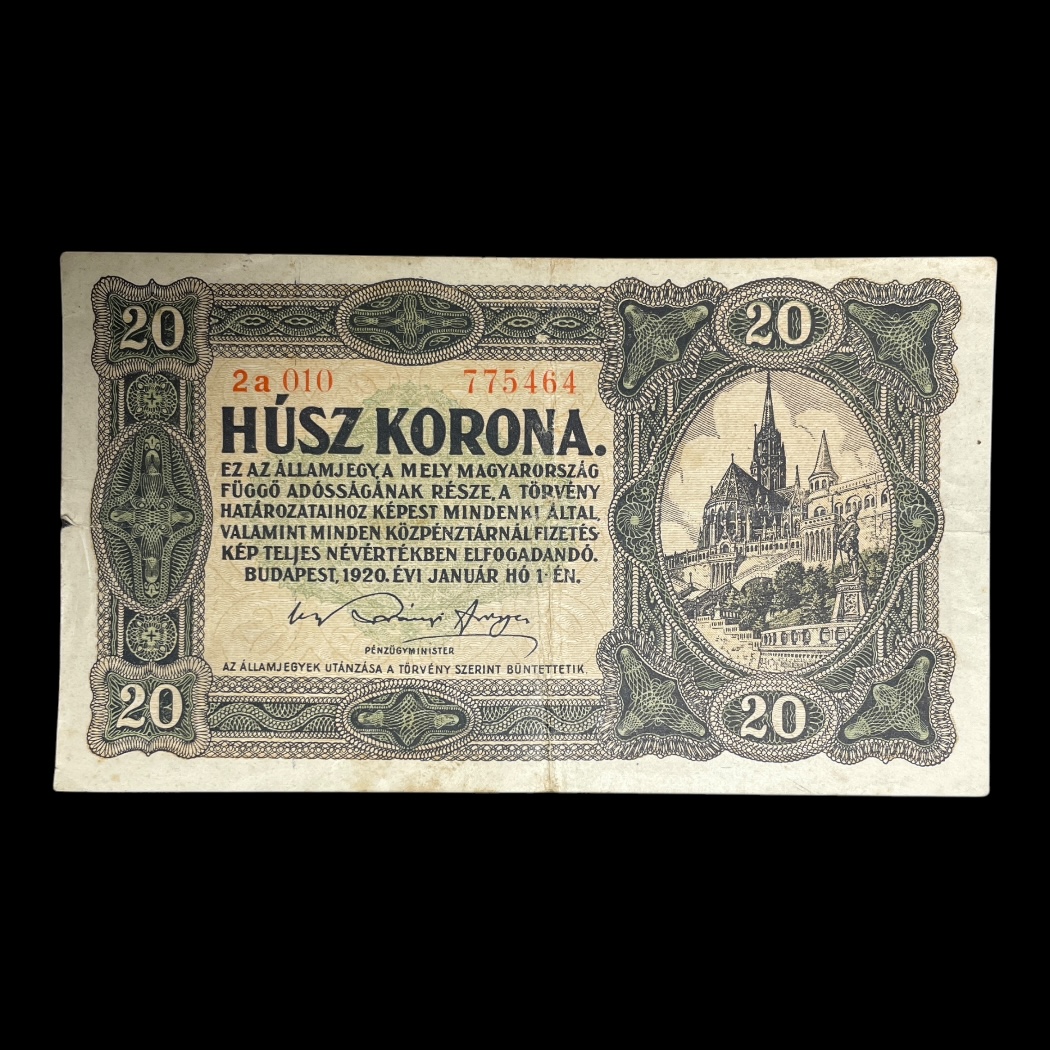 20
20
2a 010 775464
HÚSZ KORONA.
EZ AZ ÁLLAMJEGY, A MELY MAGYARORSZÁG
FÜGGŐ ADÓSSÁGÁNAK RÉSZE, A TÖRVÉNY
HATÁROZATAIHOZ KÉPEST MINDENKI ÁLTAL,
VALAMINT MINDEN KÖZPÉNZTÁRNÁL FIZETÉS-
KÉP TELJES NÉVÉRTÉKBEN ELFOGADANDÓ.
BUDAPEST, 1920. ÉVI JANUÁR HÓ 1-ÉN.
PÉNZÜGYMINISTER
AZ ÁLLAMJEGYEK UTÁNZÁSA A TÖRVÉNY SZERINT BÜNTETTETIK.
20
20